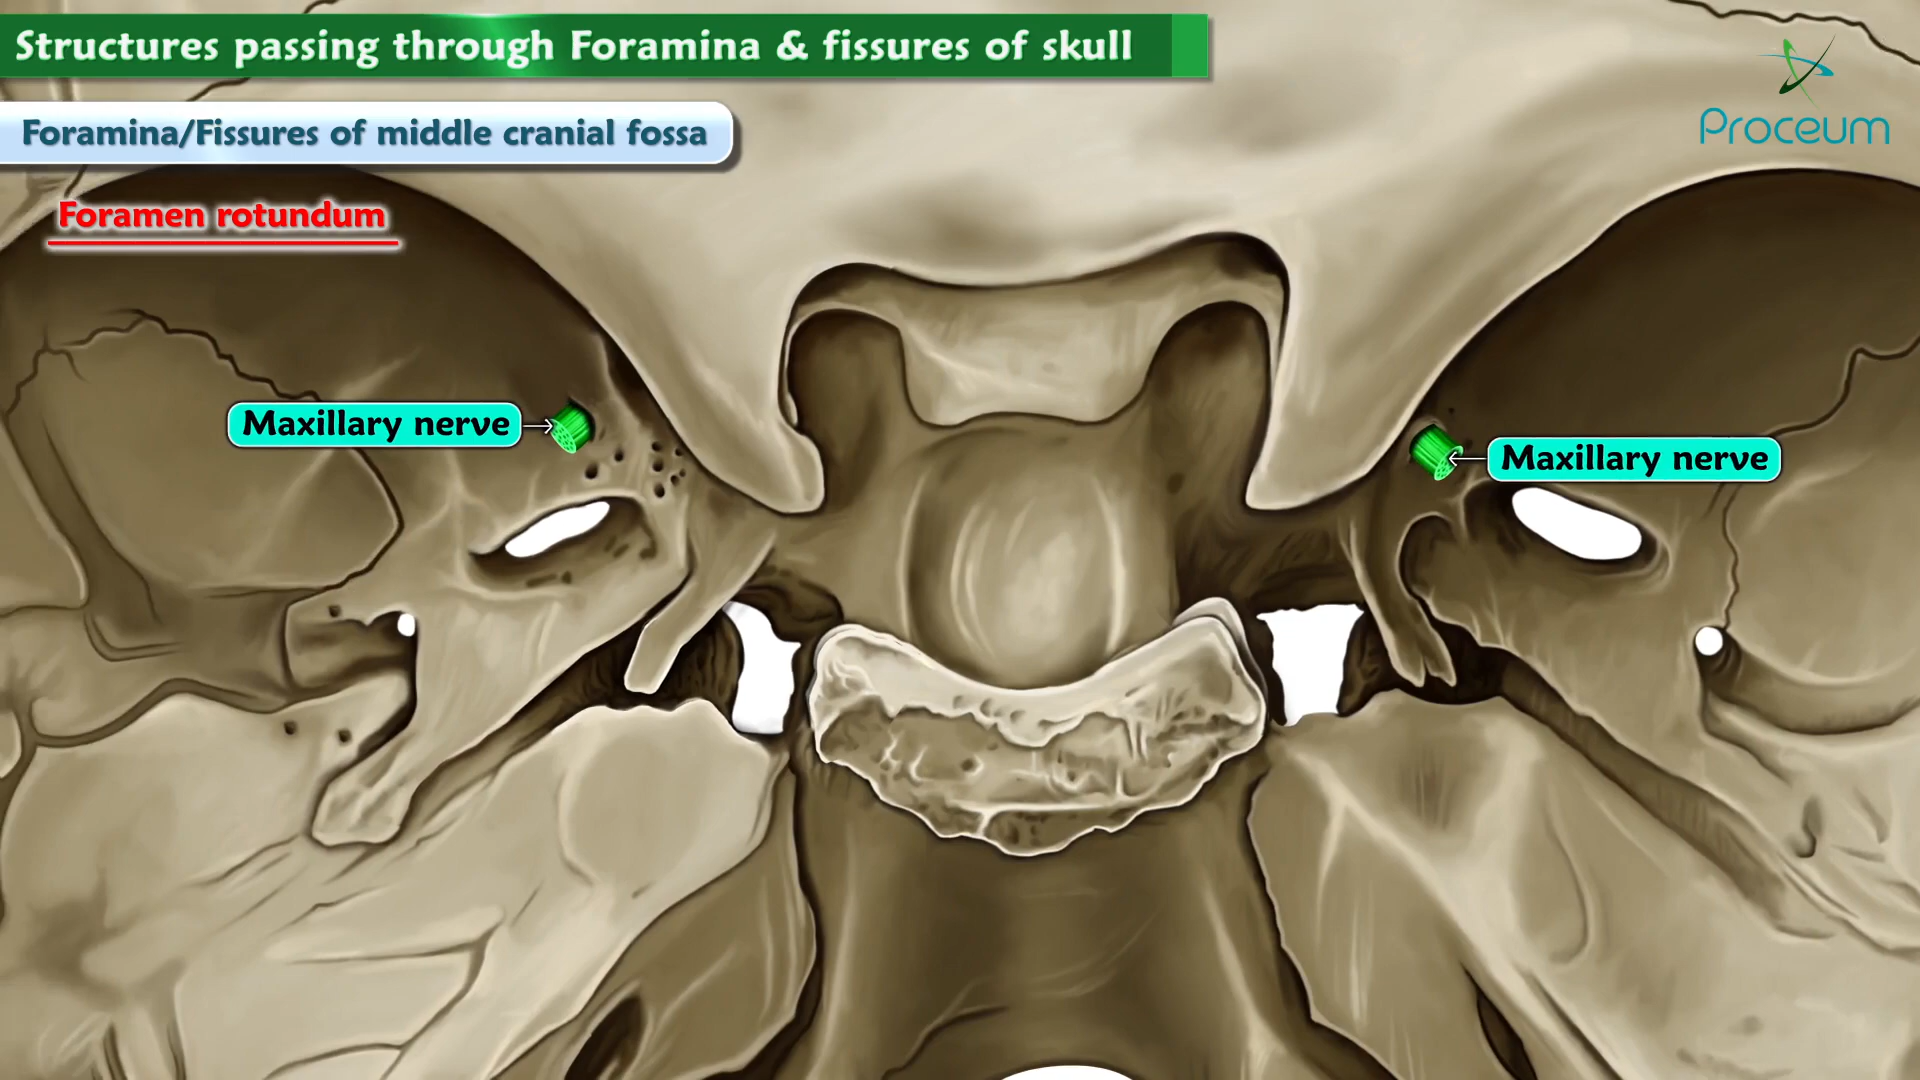 Structures passing through Foramina & fissures of skull
Proceum
Foramina/Fissures of middle cranial fossa
Foramen rotundum
Maxillary nerve
Maxillary nerve